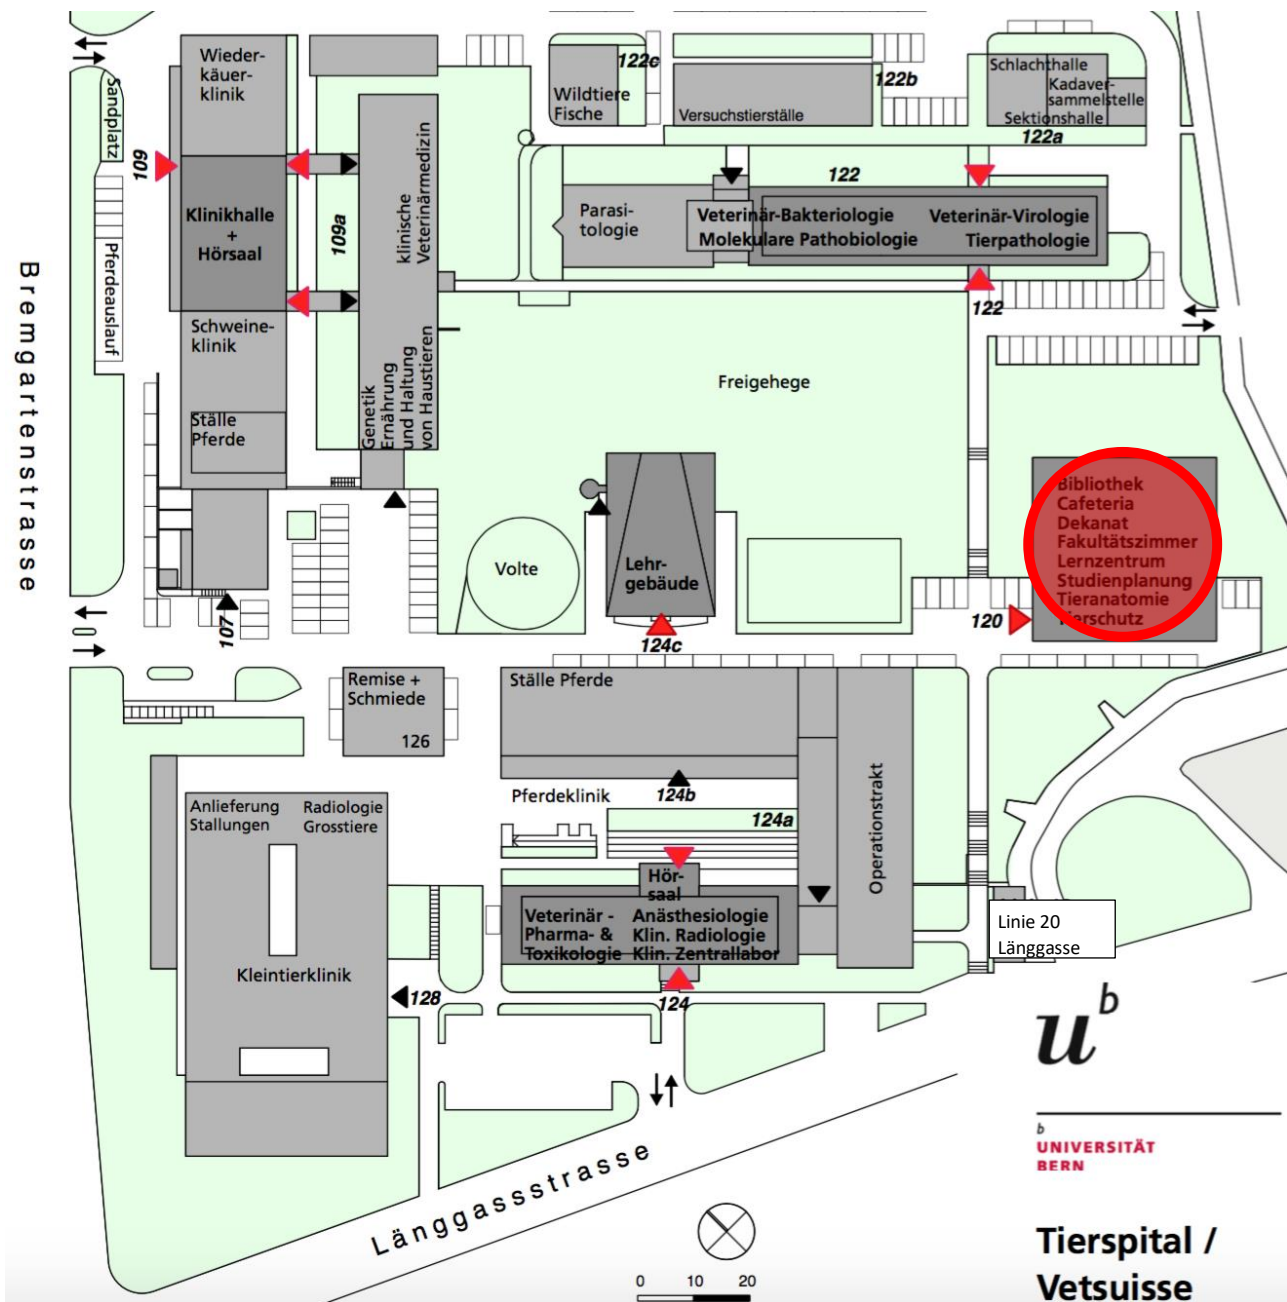 Wieder-
käuer-
klinik
Sandplatz
109
Klinikhalle
+
Hörsaal
109a
klinische
Veterinärmedizin
Pferdeauslauf
Schweine-
klinik
Ställe
Pferde
Genetik
Ernährung
und Haltung
von Haustieren
Bremgartenstrasse
107
122c
Wildtiere
Fische
122b
Versuchstierställe
Schlachthalle
Kadaver-
sammelstelle
Sektionshalle
122a
122
Parasi-
tologie
Veterinär-Bakteriologie
Molekulare Pathobiologie
Veterinär-Virologie
Tierpathologie
122
Freigehege
Volte
Lehr-
gebäude
124c
Bibliothek
Cafeteria
Dekanat
Fakultätszimmer
Lernzentrum
Studienplanung
Tieranatomie
Tierschutz
120
Remise +
Schmiede
126
Ställe Pferde
Pferdeklinik
124b
124a
Operationstrakt
Anlieferung
Stallungen
Radiologie
Grosstiere
Kleintierklinik
128
Hör-
saal
Veterinär -
Pharma- &
Toxikologie
Anästhesiologie
Klin. Radiologie
Klin. Zentrallabor
124
Linie 20
Länggasse
Länggassstrasse
0 10 20
u b
b
UNIVERSITÄT
BERN
Tierspital /
Vetsuisse